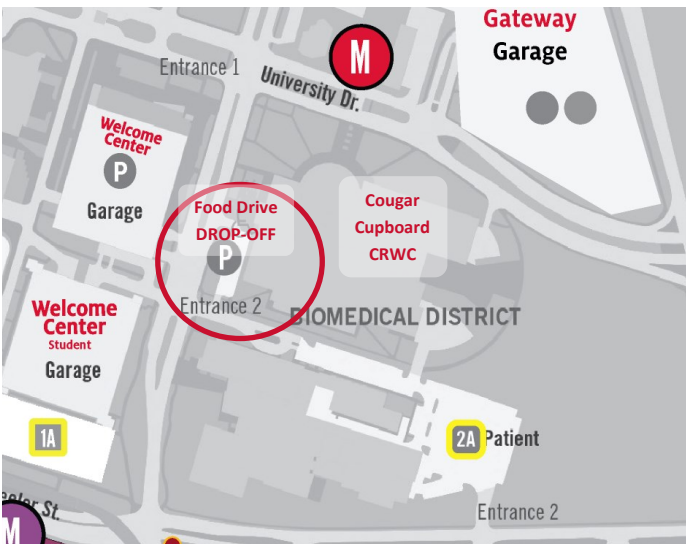 Gateway
Garage
M
Entrance 1
University Dr.
Welcome
Center
P
Garage
Food Drive
DROP-OFF
P
Cougar
Cupboard
CRWC
Entrance 2
BIOMEDICAL DISTRICT
Welcome
Center
Student
Garage
1A
2A Patient
St.
M
Entrance 2